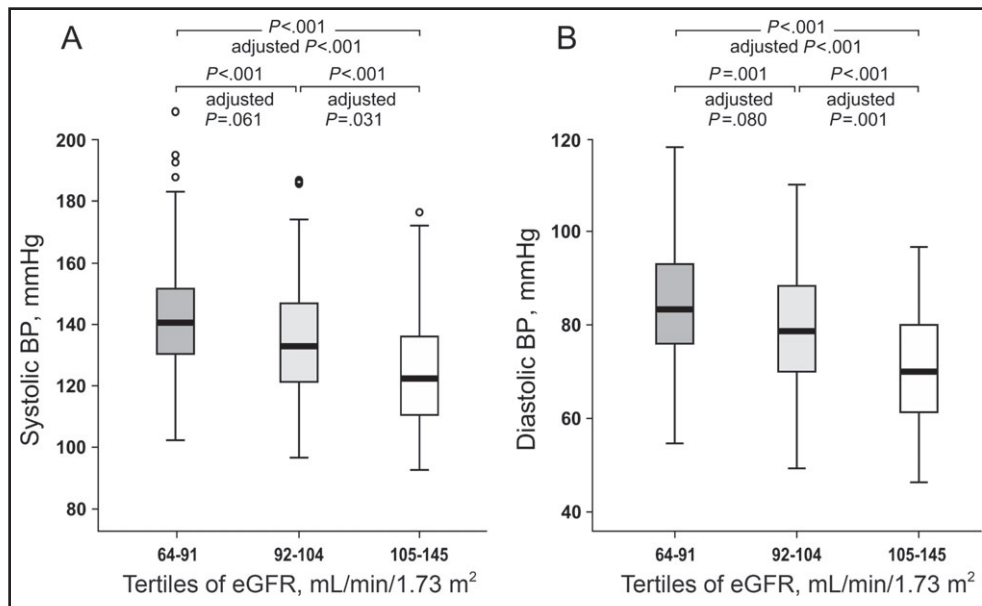 A
P<.001
adjusted P<.001
P<.001
P<.001
adjusted
P=.061
adjusted
P=.031
200
180
160
140
120
100
80
Systolic BP, mmHg
64-91
92-104
105-145
Tertiles of eGFR, mL/min/1.73 m²
B
P<.001
adjusted P<.001
P=.001
P<.001
adjusted
P=.080
adjusted
P=.001
120
100
80
60
40
Diastolic BP, mmHg
64-91
92-104
105-145
Tertiles of eGFR, mL/min/1.73 m²